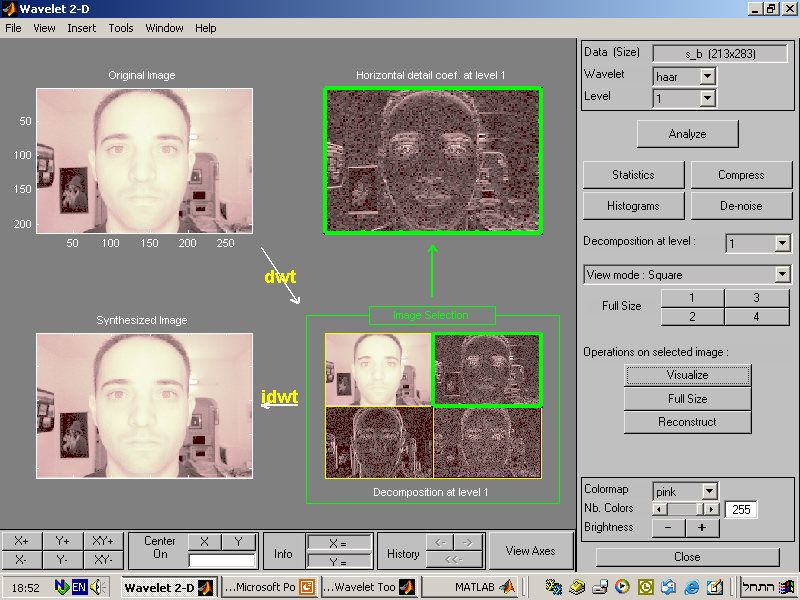 Wavelet 2-D
File View Insert Tools Window Help
Original Image
50
100
150
200
50 100 150 200 250
Horizontal detail coef. at level 1
dwt
Image Selection
Synthesized Image
idwt
Decomposition at level 1
Data (Size) s_b (213x283)
Wavelet haar
Level 1
Analyze
Statistics Compress
Histograms De-noise
Decomposition at level : 1
View mode : Square
Full Size 1 3
2 4
Operations on selected image :
Visualize
Full Size
Reconstruct
Colormap pink
Nb. Colors 255
Brightness - +
Close
X+ Y+ XY+
X- Y- XY-
Center On X Y
Info X =
Y =
History <- ->
<<-
View Axes
18:52 EN Wavelet 2-D ...Microsoft Po ...Wavelet Too MATLAB התחל